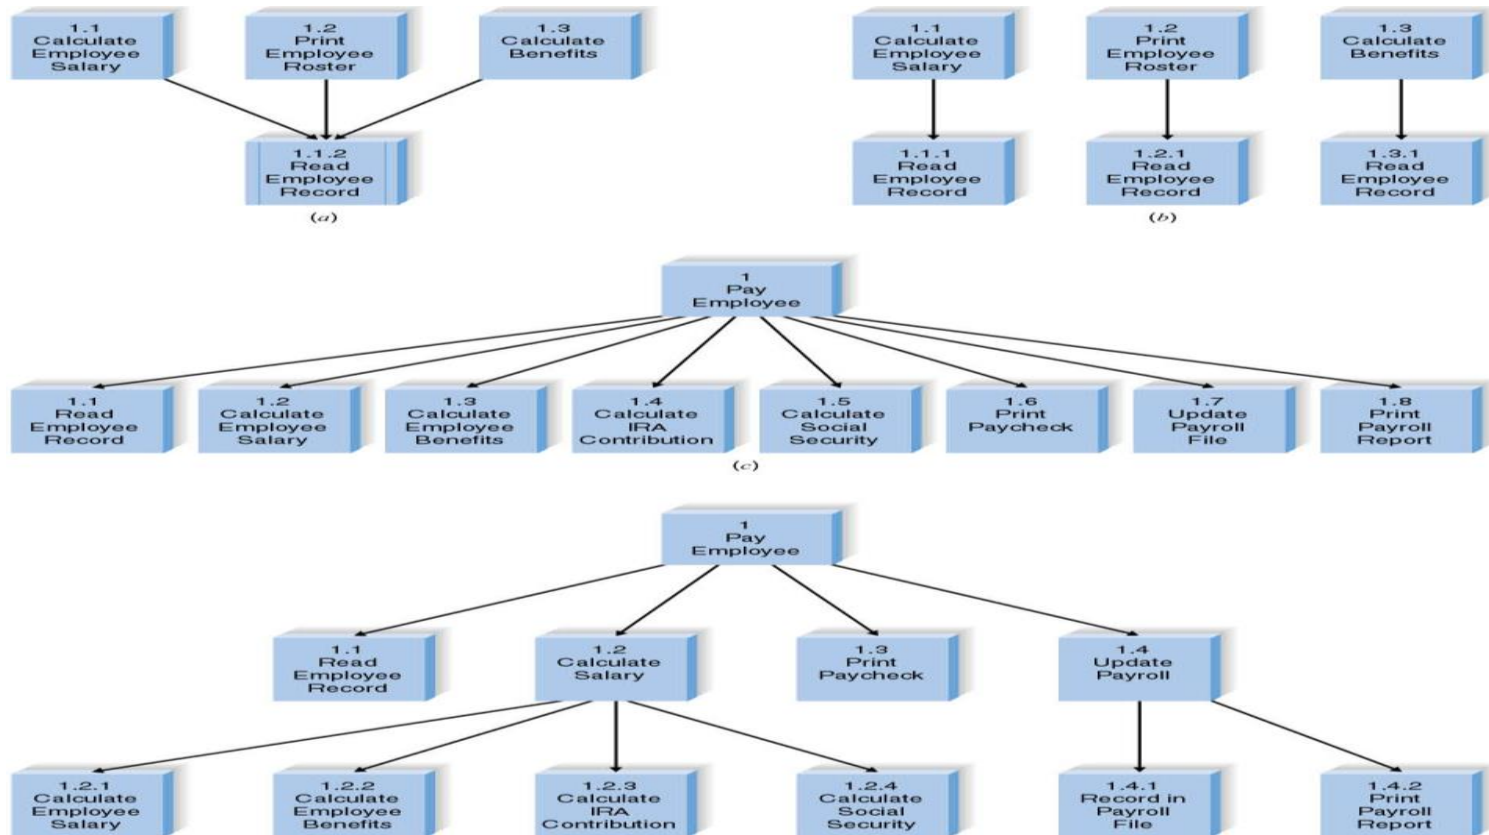 1.1
Calculate
Employee
Salary
1.2
Print
Employee
Roster
1.3
Calculate
Benefits
1.1.2
Read
Employee
Record
(a)
1.1
Calculate
Employee
Salary
1.2
Print
Employee
Roster
1.3
Calculate
Benefits
1.1.1
Read
Employee
Record
1.2.1
Read
Employee
Record
1.3.1
Read
Employee
Record
(b)
1
Pay
Employee
1.1
Read
Employee
Record
1.2
Calculate
Employee
Salary
1.3
Calculate
Employee
Benefits
1.4
Calculate
IRA
Contribution
1.5
Calculate
Social
Security
1.6
Print
Paycheck
1.7
Update
Payroll
File
1.8
Print
Payroll
Report
(c)
1
Pay
Employee
1.1
Read
Employee
Record
1.2
Calculate
Salary
1.3
Print
Paycheck
1.4
Update
Payroll
1.2.1
Calculate
Employee
Salary
1.2.2
Calculate
Employee
Benefits
1.2.3
Calculate
IRA
Contribution
1.2.4
Calculate
Social
Security
1.4.1
Record in
Payroll
File
1.4.2
Print
Payroll
Report